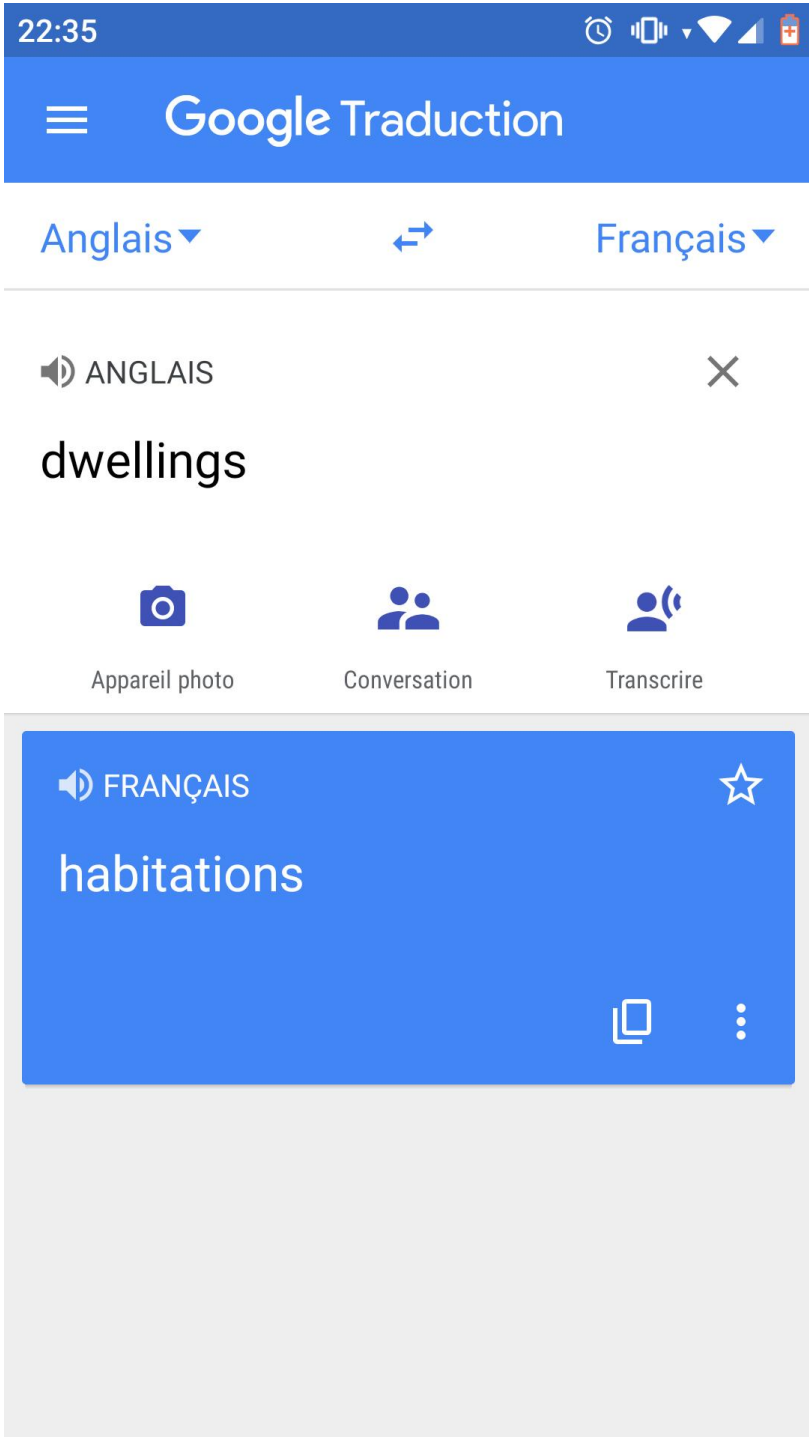 22:35
Google Traduction
Anglais Français
ANGLAIS
dwellings
Appareil photo Conversation Transcrire
FRANÇAIS
habitations